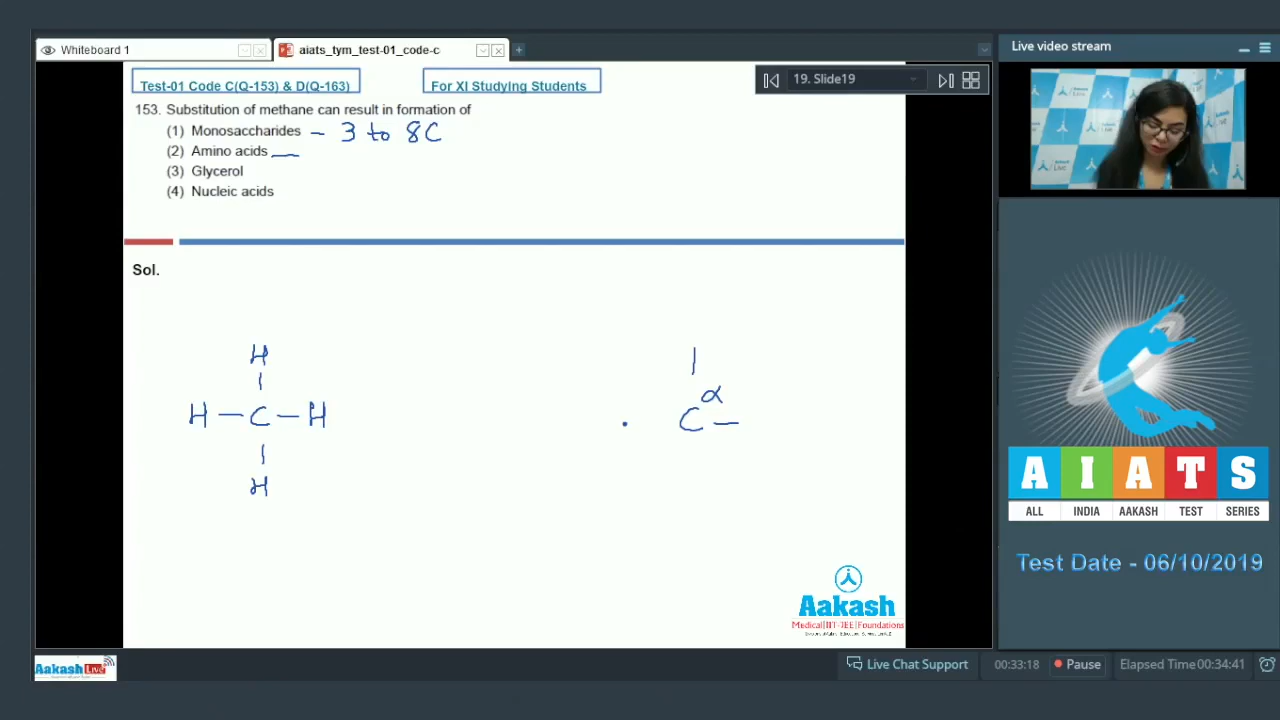 Whiteboard 1
aiats_tym_test-01_code-c
Live video stream
Test-01 Code C(Q-153) & D(Q-163)
For XI Studying Students
19. Slide19
153. Substitution of methane can result in formation of
(1) Monosaccharides – 3 to 8C
(2) Amino acids —
(3) Glycerol
(4) Nucleic acids
Sol.
H
H — C — H
H
α
C —
Aakash
Medical|IIT-JEE|Foundations
A I A T S
ALL INDIA AAKASH TEST SERIES
Test Date - 06/10/2019
Aakash Live
Live Chat Support
00:33:18
Pause
Elapsed Time 00:34:41